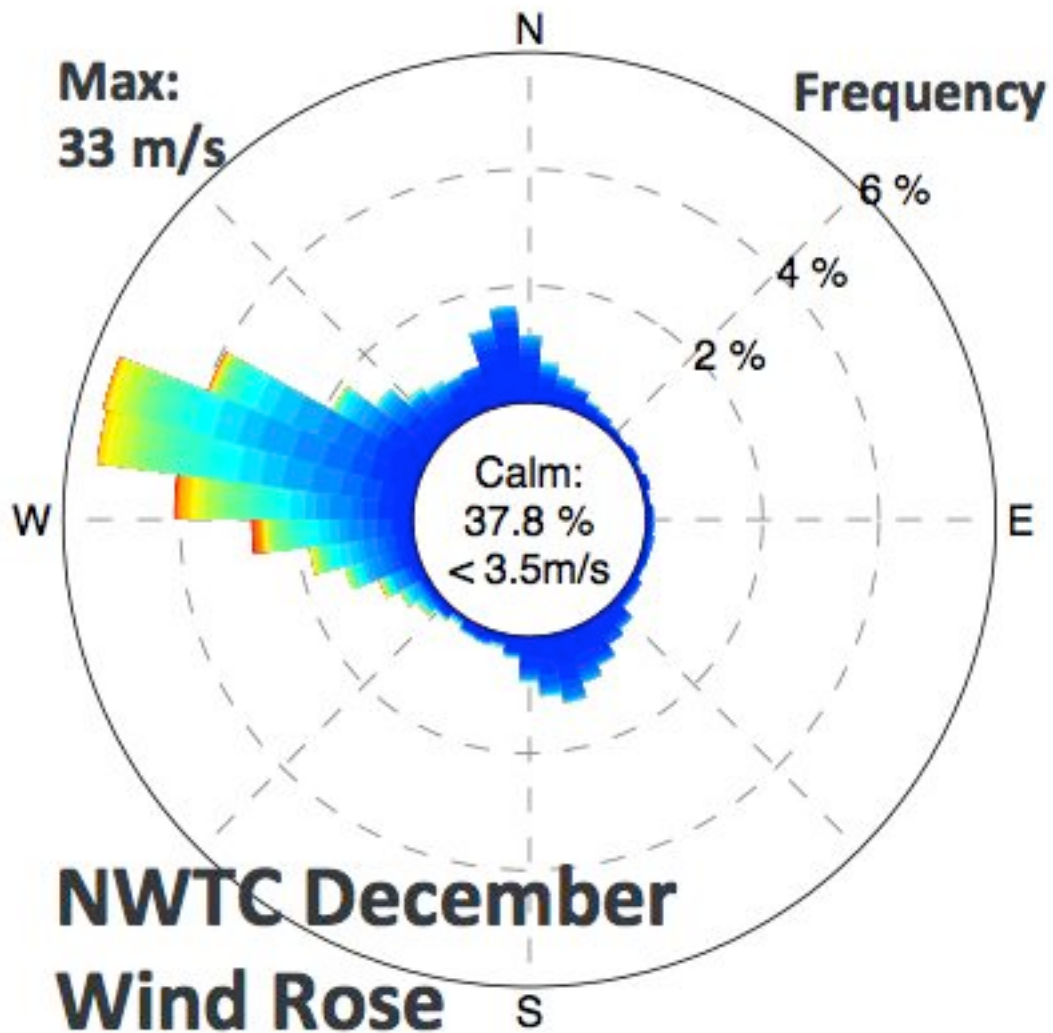 N
Max:
33 m/s
Frequency
6 %
4 %
2 %
Calm:
37.8 %
< 3.5m/s
W
E
NWTC December
Wind Rose
S